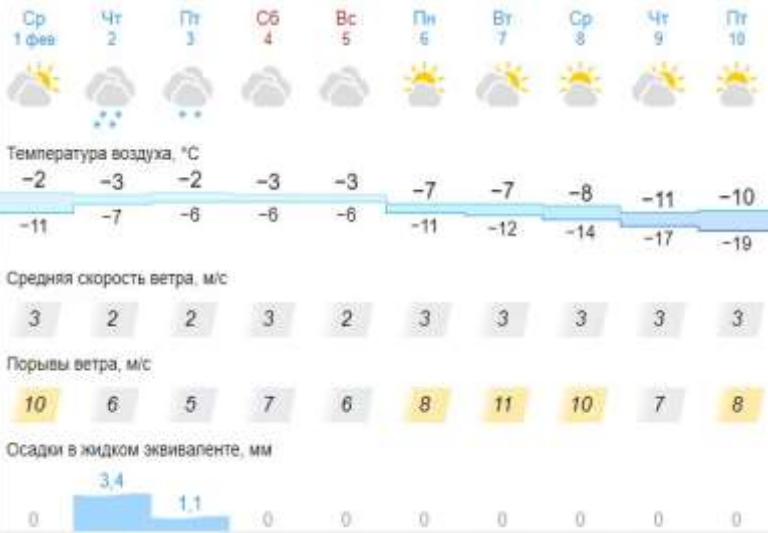 Ср Чт Пт Сб Вс Пн Вт Ср Чт Пт
1 фев 2 3 4 5 6 7 8 9 10
Температура воздуха, °C
−2 −3 −2 −3 −3 −7 −7 −8 −11 −10
−11 −7 −6 −6 −6 −11 −12 −14 −17 −19
Средняя скорость ветра, м/с
3 2 2 3 2 3 3 3 3 3
Порывы ветра, м/с
10 6 5 7 6 8 11 10 7 8
Осадки в жидком эквиваленте, мм
0 3,4 1,1 0 0 0 0 0 0 0